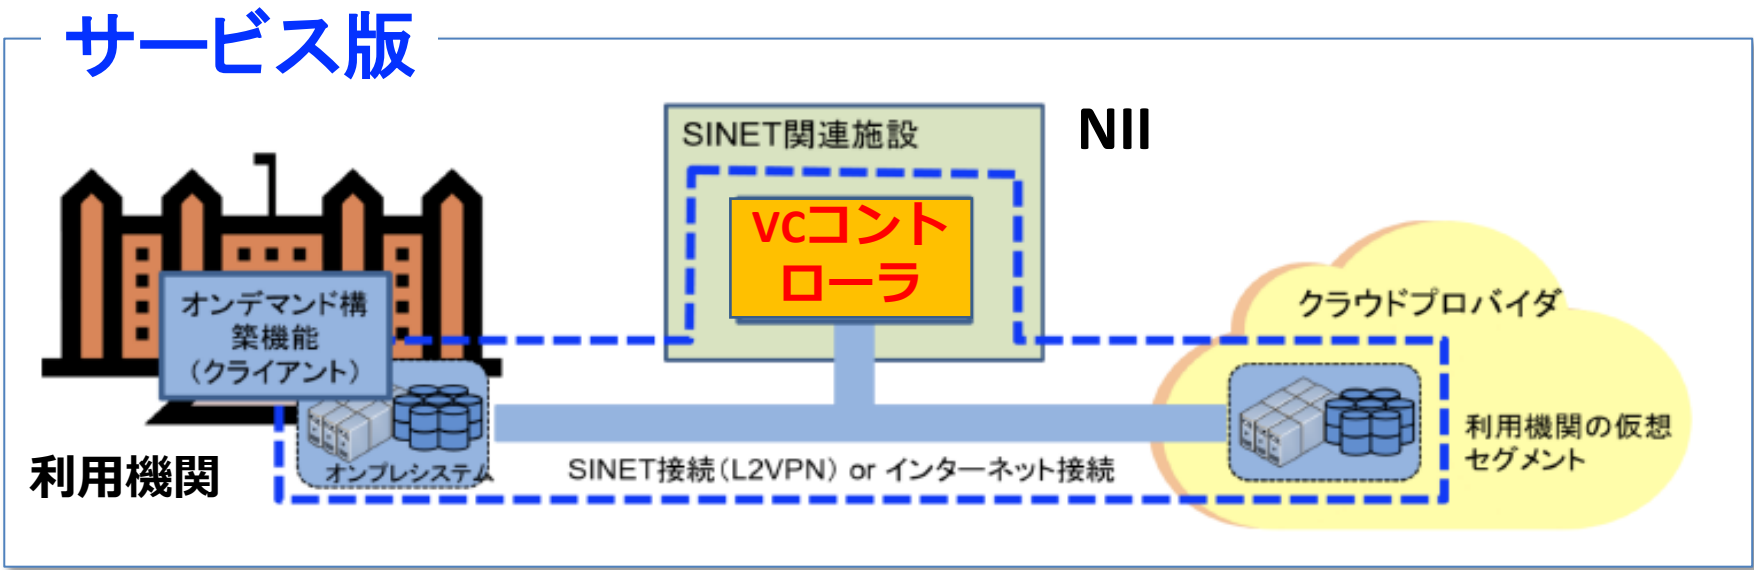 サービス版
SINET関連施設
NII
VCコント
ローラ
オンデマンド構
築機能
(クライアント)
クラウドプロバイダ
利用機関
オンプレシステム
SINET接続(L2VPN) or インターネット接続
利用機関の仮想
セグメント